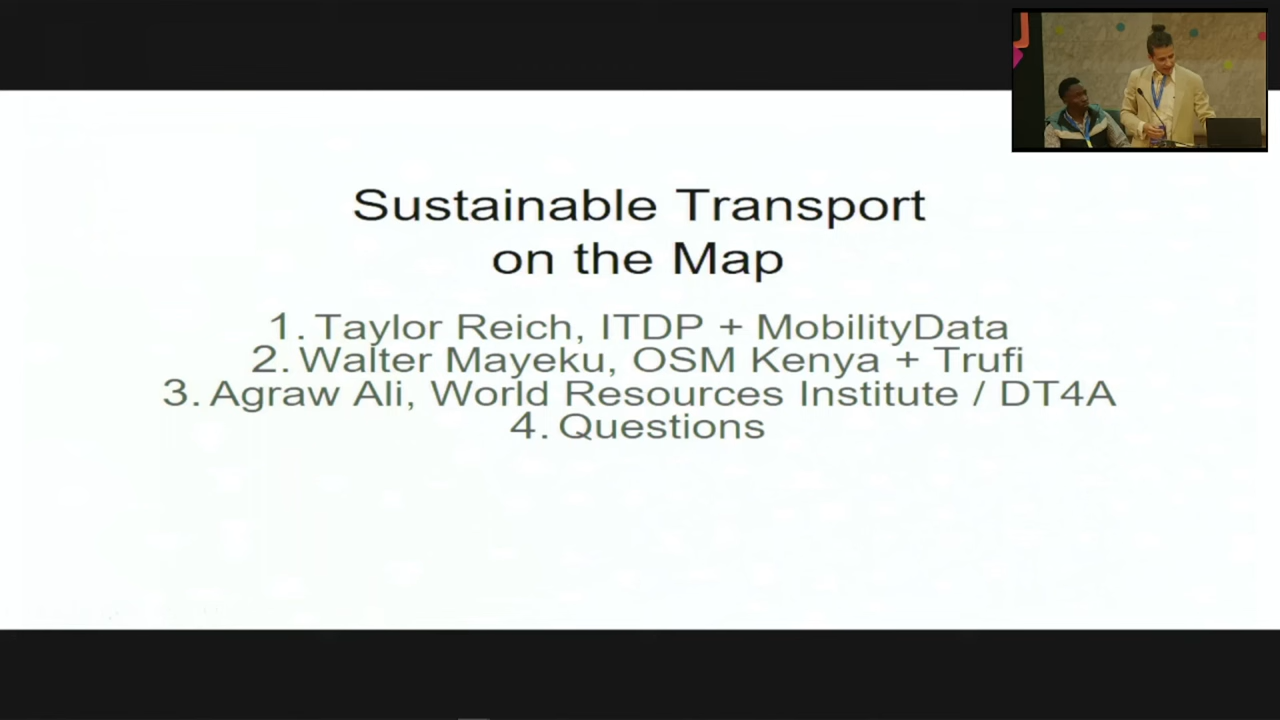 Sustainable Transport
on the Map
1. Taylor Reich, ITDP + MobilityData
2. Walter Mayeku, OSM Kenya + Trufi
3. Agraw Ali, World Resources Institute / DT4A
4. Questions